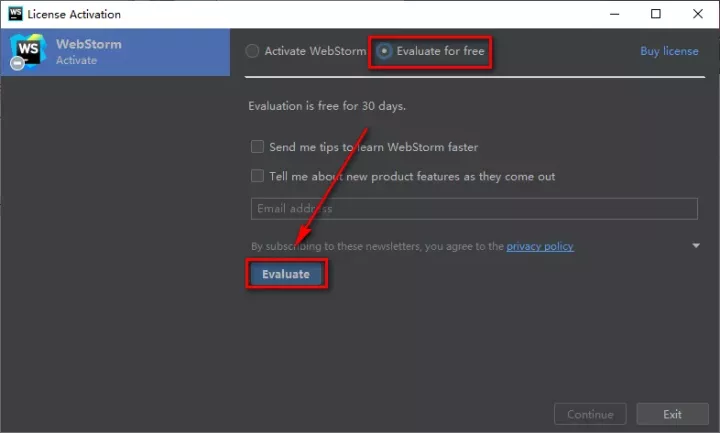 License Activation
WS
WebStorm
Activate
Activate WebStorm
Evaluate for free
Buy license
Evaluation is free for 30 days.
Send me tips to learn WebStorm faster
Tell me about new product features as they come out
Email address
By subscribing to these newsletters, you agree to the privacy policy
Evaluate
Continue
Exit